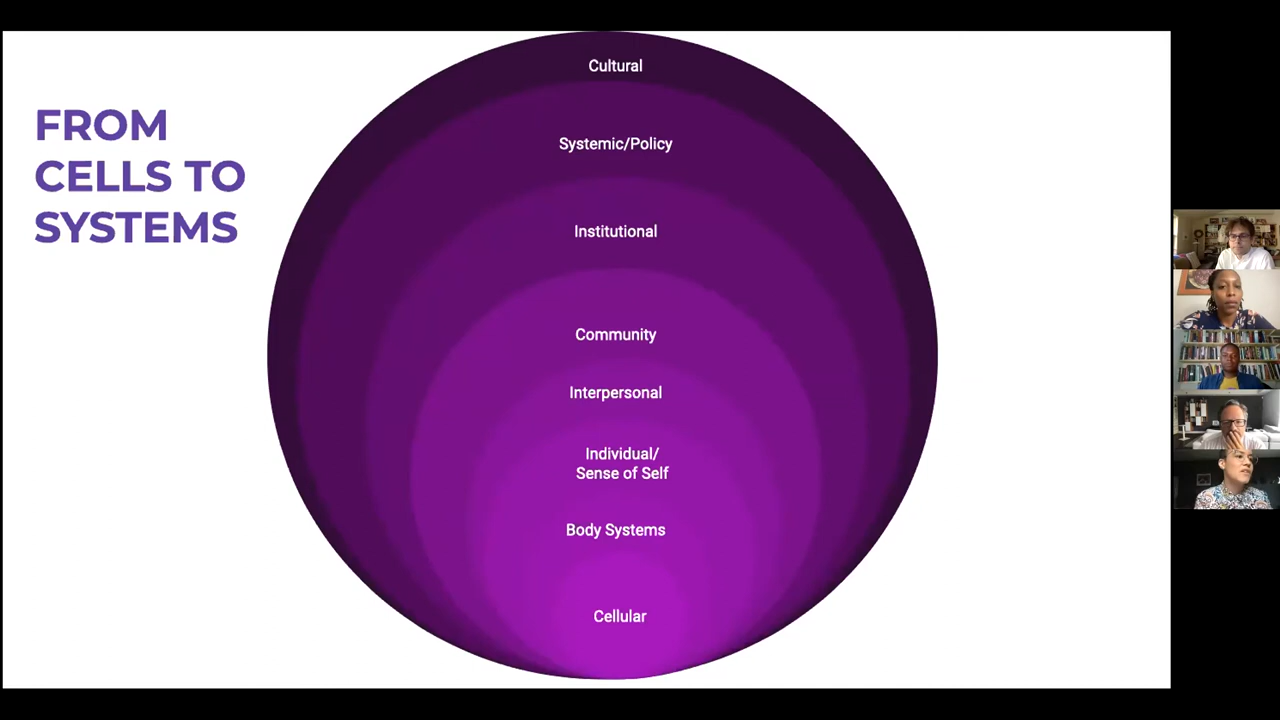 FROM
CELLS TO
SYSTEMS
Cultural
Systemic/Policy
Institutional
Community
Interpersonal
Individual/
Sense of Self
Body Systems
Cellular